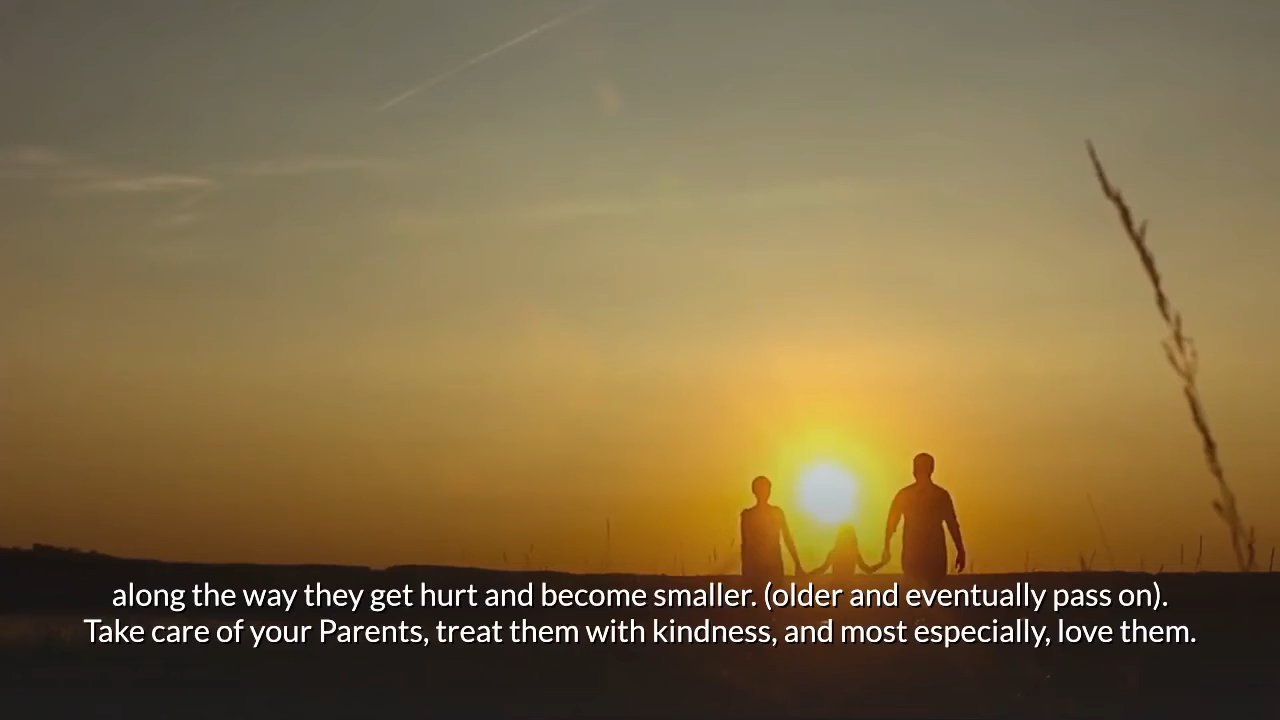 along the way they get hurt and become smaller. (older and eventually pass on).
Take care of your Parents, treat them with kindness, and most especially, love them.